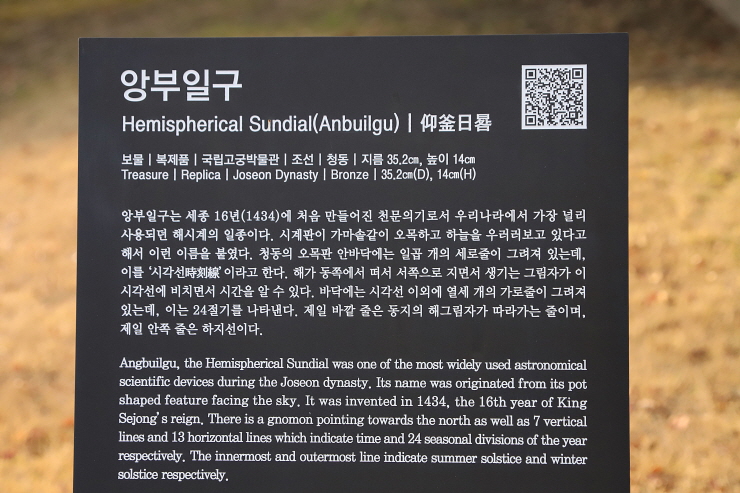 앙부일구
Hemispherical Sundial(Anbuilgu) | 仰釜日晷
보물 | 복제품 | 국립고궁박물관 | 조선 | 청동 | 지름 35.2㎝, 높이 14㎝
Treasure | Replica | Joseon Dynasty | Bronze | 35.2㎝(D), 14㎝(H)
앙부일구는 세종 16년(1434)에 처음 만들어진 천문의기로서 우리나라에서 가장 널리
사용되던 해시계의 일종이다. 시계판이 가마솥같이 오목하고 하늘을 우러러보고 있다고
해서 이런 이름을 붙였다. 청동의 오목판 안바닥에는 일곱 개의 세로줄이 그려져 있는데,
이를 ‘시각선時刻線’이라고 한다. 해가 동쪽에서 떠서 서쪽으로 지면서 생기는 그림자가 이
시각선에 비치면서 시간을 알 수 있다. 바닥에는 시각선 이외에 열세 개의 가로줄이 그려져
있는데, 이는 24절기를 나타낸다. 제일 바깥 줄은 동지의 해그림자가 따라가는 줄이며,
제일 안쪽 줄은 하지선이다.
Angbuilgu, the Hemispherical Sundial was one of the most widely used astronomical
scientific devices during the Joseon dynasty. Its name was originated from its pot
shaped feature facing the sky. It was invented in 1434, the 16th year of King
Sejong’s reign. There is a gnomon pointing towards the north as well as 7 vertical
lines and 13 horizontal lines which indicate time and 24 seasonal divisions of the year
respectively. The innermost and outermost line indicate summer solstice and winter
solstice respectively.